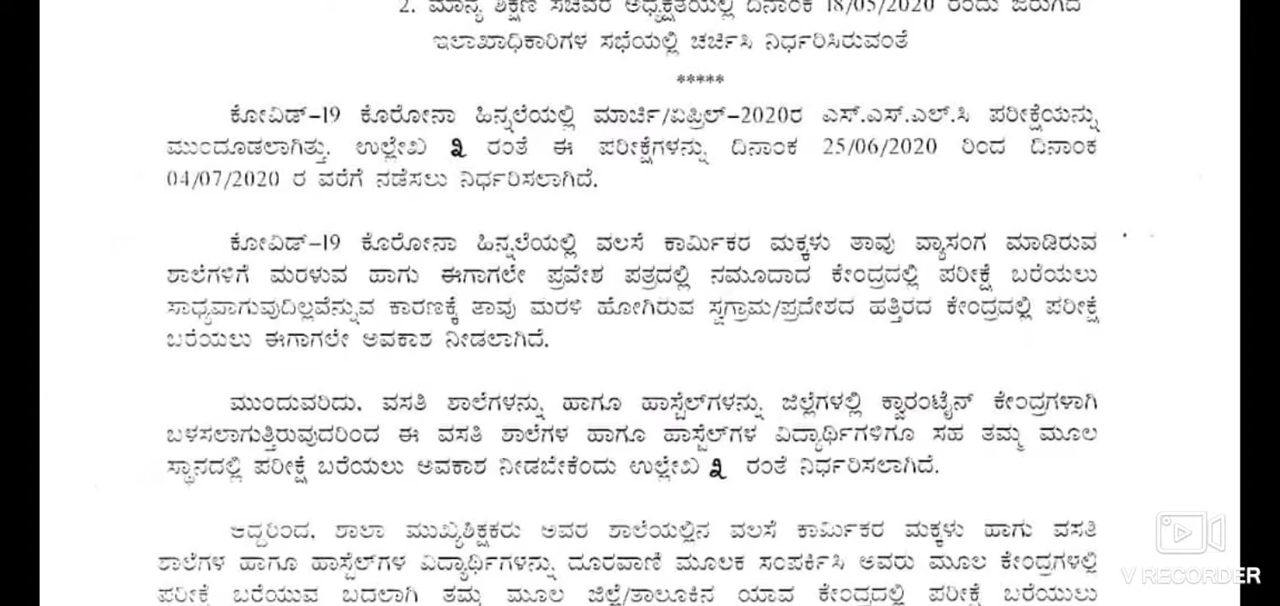 2. ಮಾನ್ಯ ಶಿಕ್ಷಣ ಸಚಿವರ ಅಧ್ಯಕ್ಷತೆಯಲ್ಲಿ ದಿನಾಂಕ 18/05/2020 ರಂದು ಜರುಗಿದ
ಇಲಾಖಾಧಿಕಾರಿಗಳ ಸಭೆಯಲ್ಲಿ ಚರ್ಚಿಸಿ ನಿರ್ಧರಿಸಿರುವಂತೆ
*****
ಕೋವಿಡ್-19 ಕೊರೋನಾ ಹಿನ್ನಲೆಯಲ್ಲಿ ಮಾರ್ಚಿ/ಏಪ್ರಿಲ್-2020ರ ಎಸ್.ಎಸ್.ಎಲ್.ಸಿ ಪರೀಕ್ಷೆಯನ್ನು
ಮುಂದೂಡಲಾಗಿತ್ತು. ಉಲ್ಲೇಖ ೩ ರಂತೆ ಈ ಪರೀಕ್ಷೆಗಳನ್ನು ದಿನಾಂಕ 25/06/2020 ರಿಂದ ದಿನಾಂಕ
04/07/2020 ರ ವರೆಗೆ ನಡೆಸಲು ನಿರ್ಧರಿಸಲಾಗಿದೆ.
ಕೋವಿಡ್-19 ಕೊರೋನಾ ಹಿನ್ನಲೆಯಲ್ಲಿ ವಲಸೆ ಕಾರ್ಮಿಕರ ಮಕ್ಕಳು ತಾವು ವ್ಯಾಸಂಗ ಮಾಡಿರುವ
ಶಾಲೆಗಳಿಗೆ ಮರಳುವ ಹಾಗು ಈಗಾಗಲೇ ಪ್ರವೇಶ ಪತ್ರದಲ್ಲಿ ನಮೂದಾದ ಕೇಂದ್ರದಲ್ಲಿ ಪರೀಕ್ಷೆ ಬರೆಯಲು
ಸಾಧ್ಯವಾಗುವುದಿಲ್ಲವೆನ್ನುವ ಕಾರಣಕ್ಕೆ ತಾವು ಮರಳಿ ಹೋಗಿರುವ ಸ್ವಗ್ರಾಮ/ಪ್ರದೇಶದ ಹತ್ತಿರದ ಕೇಂದ್ರದಲ್ಲಿ ಪರೀಕ್ಷೆ
ಬರೆಯಲು ಈಗಾಗಲೇ ಅವಕಾಶ ನೀಡಲಾಗಿದೆ.
ಮುಂದುವರಿದು, ವಸತಿ ಶಾಲೆಗಳನ್ನು ಹಾಗೂ ಹಾಸ್ಟೆಲ್‌ಗಳನ್ನು ಜಿಲ್ಲೆಗಳಲ್ಲಿ ಕ್ವಾರಂಟೈನ್ ಕೇಂದ್ರಗಳಾಗಿ
ಬಳಸಲಾಗುತ್ತಿರುವುದರಿಂದ ಈ ವಸತಿ ಶಾಲೆಗಳ ಹಾಗೂ ಹಾಸ್ಟೆಲ್‌ಗಳ ವಿದ್ಯಾರ್ಥಿಗಳಿಗೂ ಸಹ ತಮ್ಮ ಮೂಲ
ಸ್ಥಾನದಲ್ಲಿ ಪರೀಕ್ಷೆ ಬರೆಯಲು ಅವಕಾಶ ನೀಡಬೇಕೆಂದು ಉಲ್ಲೇಖ ೩ ರಂತೆ ನಿರ್ಧರಿಸಲಾಗಿದೆ.
ಆದ್ದರಿಂದ, ಶಾಲಾ ಮುಖ್ಯಶಿಕ್ಷಕರು ಅವರ ಶಾಲೆಯಲ್ಲಿನ ವಲಸೆ ಕಾರ್ಮಿಕರ ಮಕ್ಕಳು ಹಾಗು ವಸತಿ
ಶಾಲೆಗಳ ಹಾಗೂ ಹಾಸ್ಟೆಲ್‌ಗಳ ವಿದ್ಯಾರ್ಥಿಗಳನ್ನು ದೂರವಾಣಿ ಮೂಲಕ ಸಂಪರ್ಕಿಸಿ ಅವರು ಮೂಲ ಕೇಂದ್ರಗಳಲ್ಲಿ
ಪರೀಕ್ಷೆ ಬರೆಯುವ ಬದಲಾಗಿ ತಮ್ಮ ಮೂಲ ಜಿಲ್ಲೆ/ತಾಲೂಕಿನ ಯಾವ ಕೇಂದ್ರದಲ್ಲಿ ಪರೀಕ್ಷೆ ಬರೆಯುಲು
V RECORDER